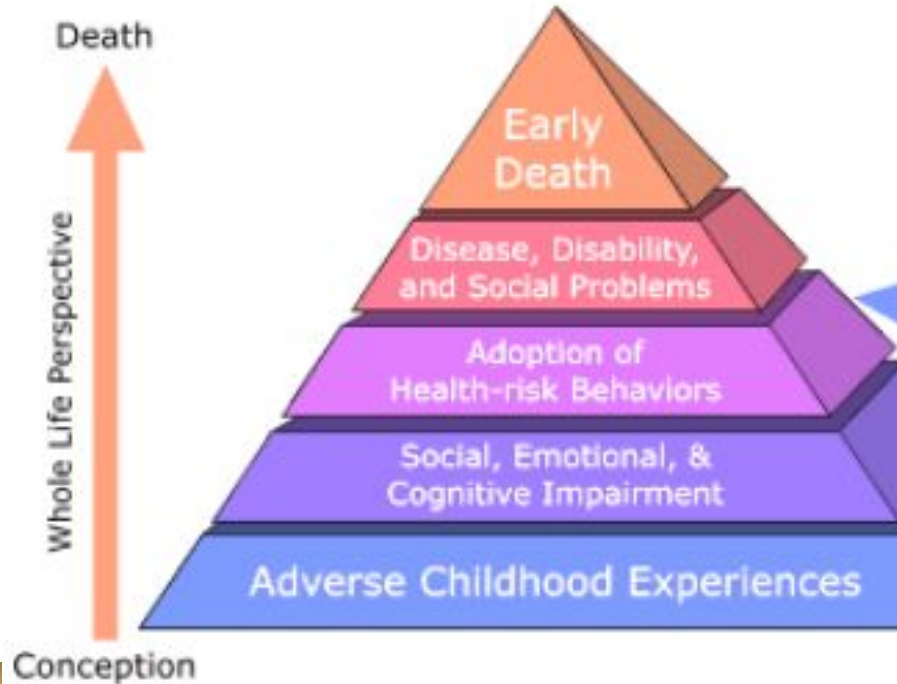 Death
Whole Life Perspective
Conception
Early
Death
Disease, Disability,
and Social Problems
Adoption of
Health-risk Behaviors
Social, Emotional, &
Cognitive Impairment
Adverse Childhood Experiences